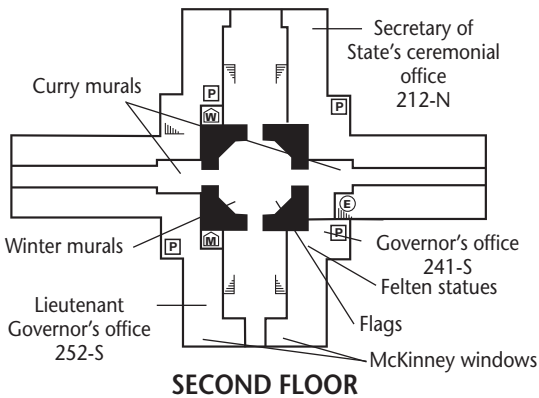 Secretary of
State's ceremonial
office
212-N
Curry murals
P
P
W
E
Winter murals
P
M
P
Governor's office
241-S
Felten statues
Lieutenant
Governor's office
252-S
Flags
McKinney windows
SECOND FLOOR